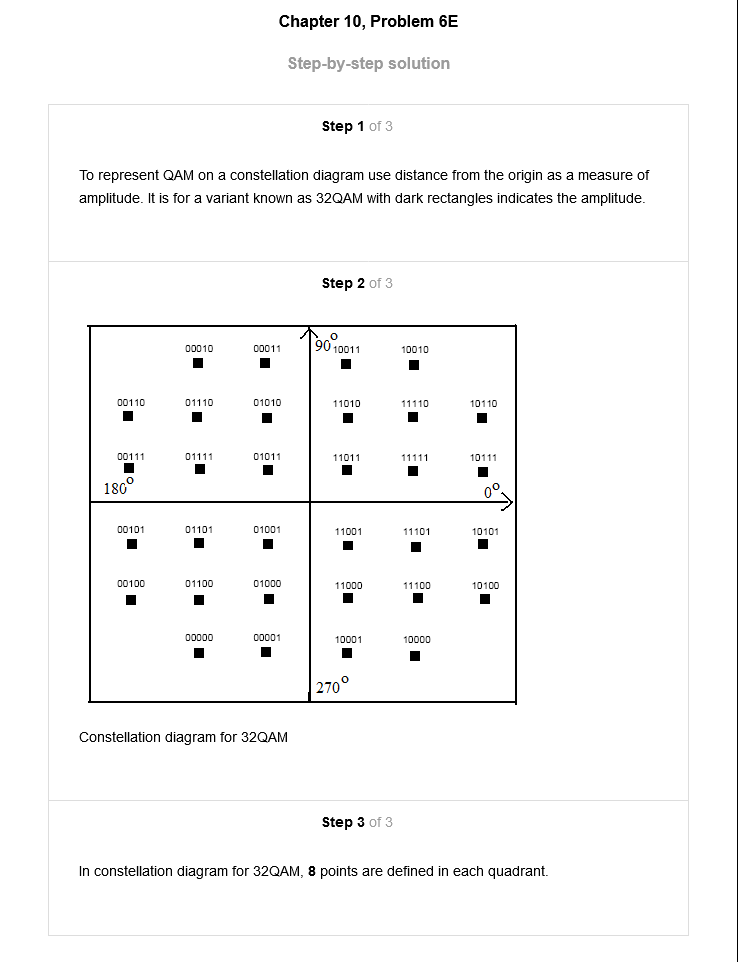 Chapter 10, Problem 6E
Step-by-step solution
Step 1 of 3
To represent QAM on a constellation diagram use distance from the origin as a measure of
amplitude. It is for a variant known as 32QAM with dark rectangles indicates the amplitude.
Step 2 of 3
90⁰
00010 00011 10011 10010
00110 01110 01010 11010 11110 10110
00111 01111 01011 11011 11111 10111
180⁰ 0⁰
00101 01101 01001 11001 11101 10101
00100 01100 01000 11000 11100 10100
00000 00001 10001 10000
270⁰
Constellation diagram for 32QAM
Step 3 of 3
In constellation diagram for 32QAM, 8 points are defined in each quadrant.